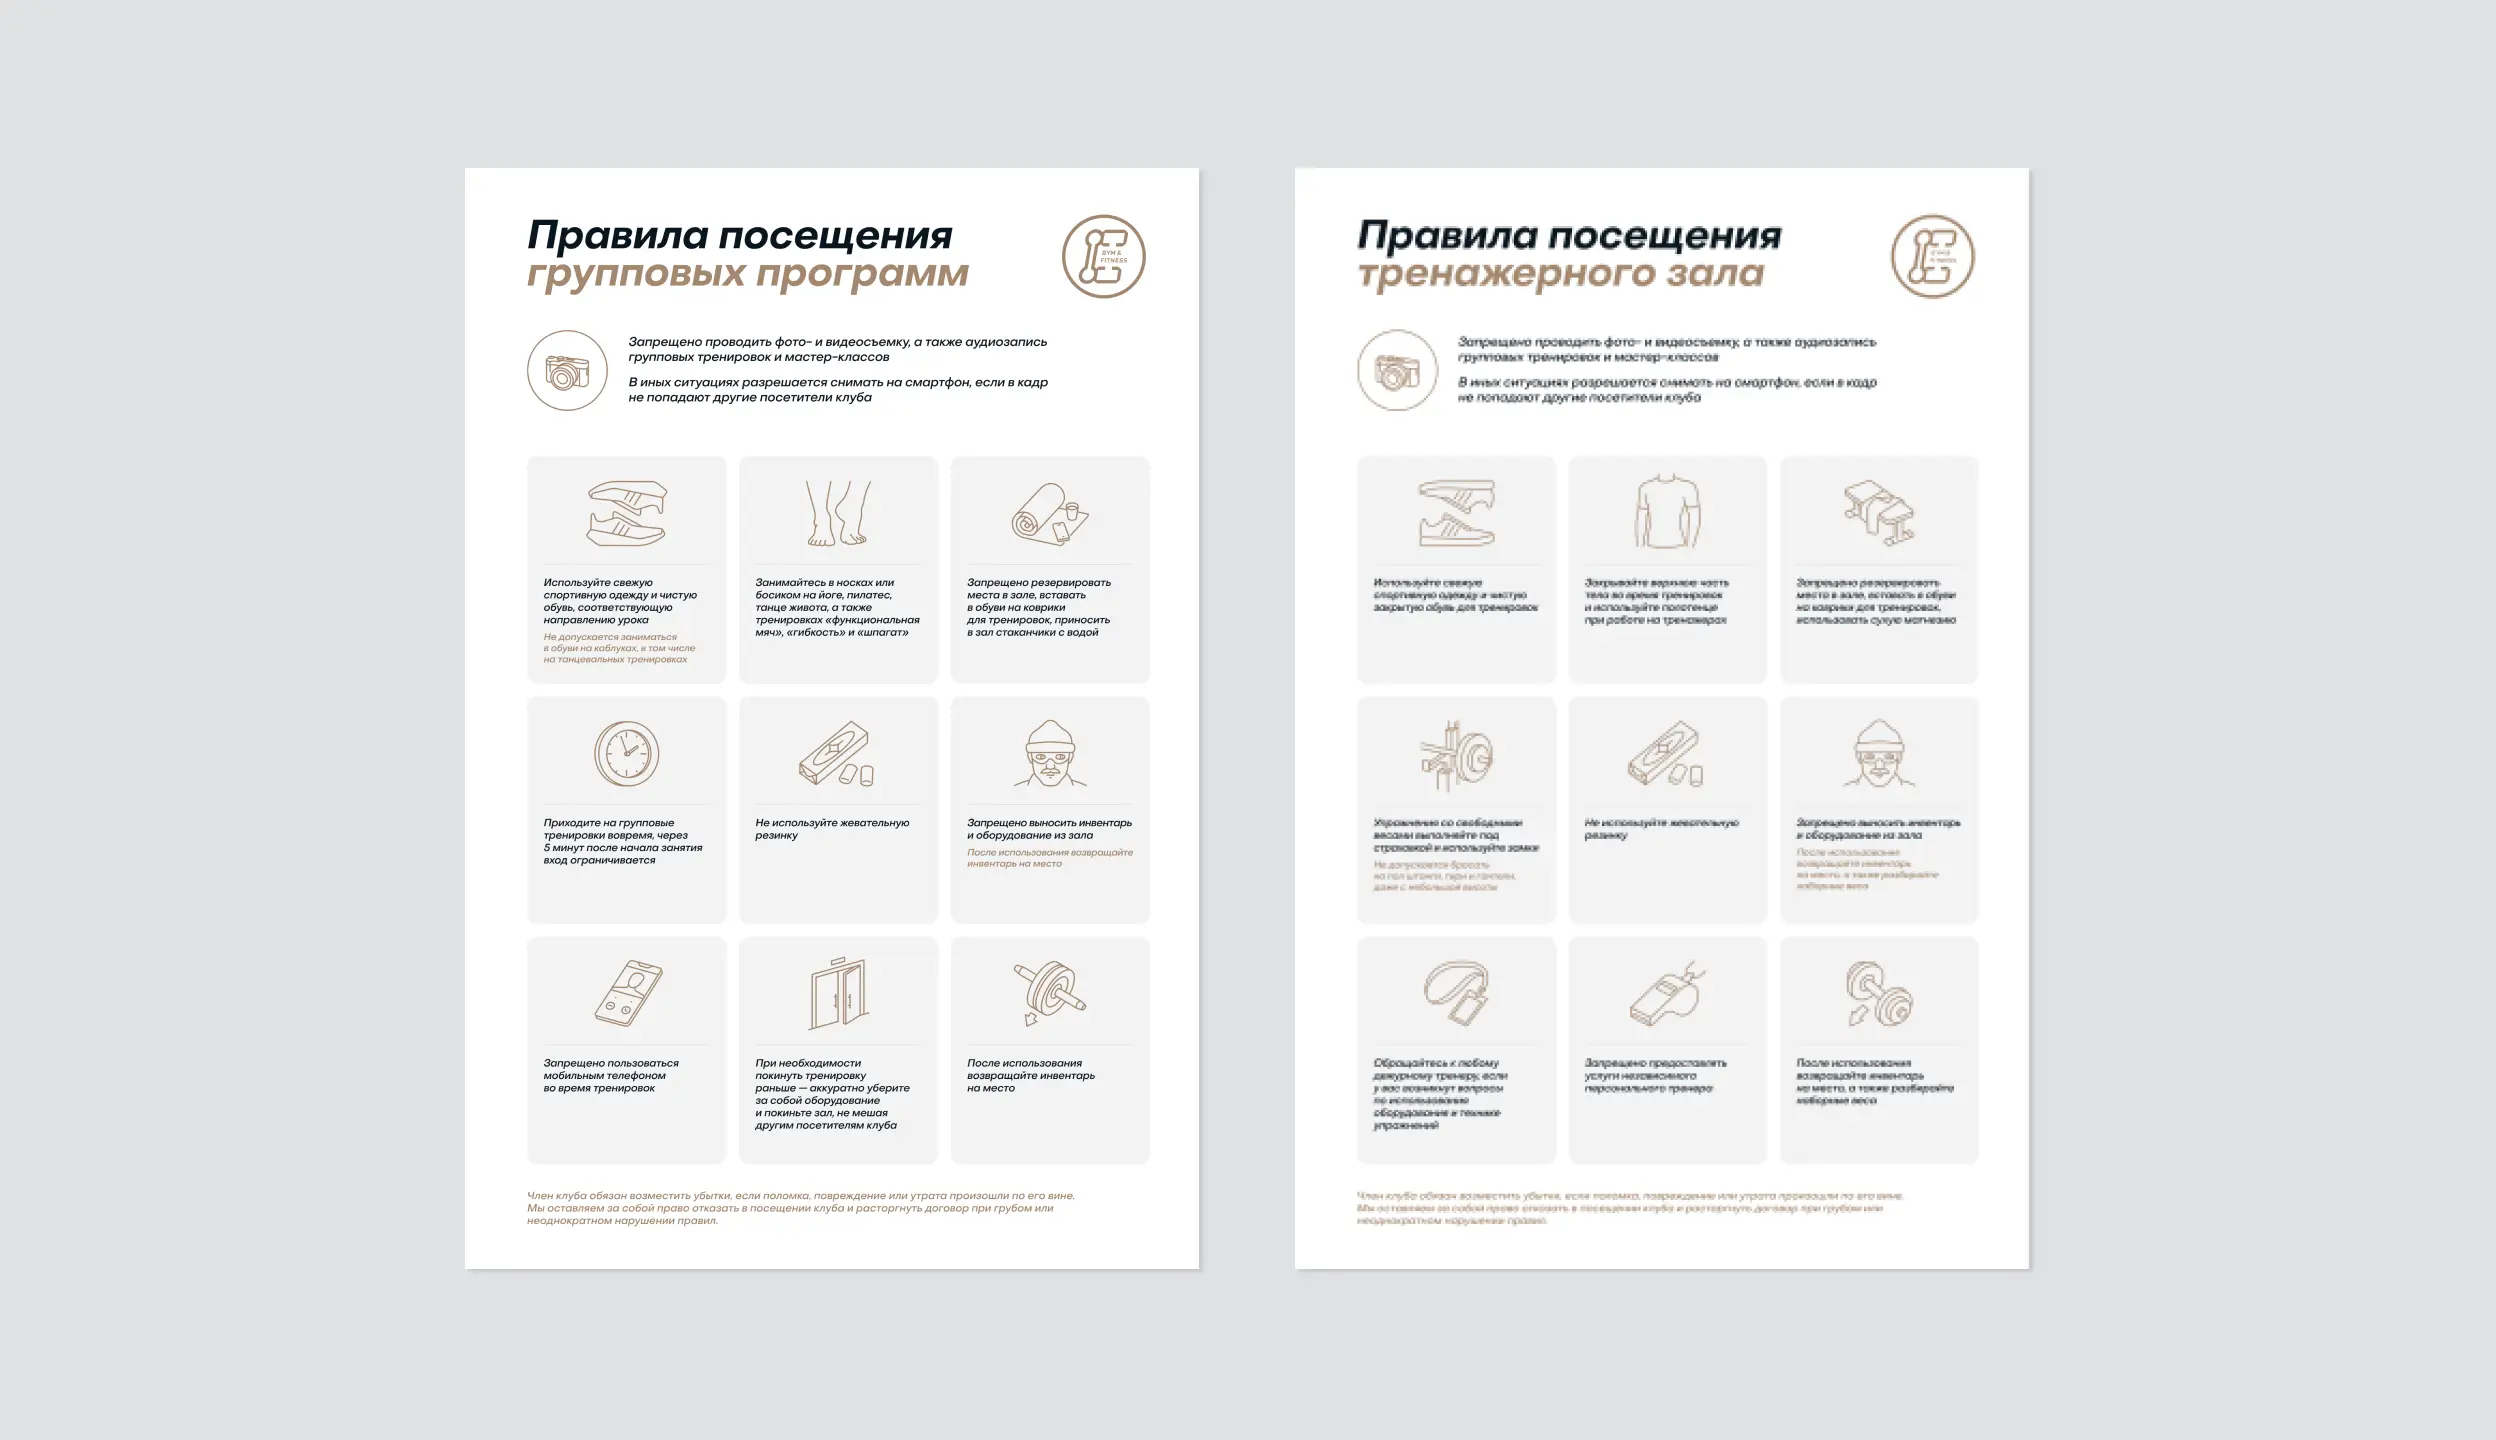 Правила посещения
групповых программ
GYM &
FITNESS
Запрещено проводить фото- и видеосъемку, а также аудиозапись
групповых тренировок и мастер-классов
В иных ситуациях разрешается снимать на смартфон, если в кадр
не попадают другие посетители клуба
Используйте свежую
спортивную одежду и чистую
обувь, соответствующую
направлению урока
Не допускается заниматься
в обуви на каблуках, в том числе
на танцевальных тренировках
Занимайтесь в носках или
босиком на йоге, пилатес,
танце живота, а также
тренировках «функциональная
мяч», «гибкость» и «шпагат»
Запрещено резервировать
места в зале, вставать
в обуви на коврики
для тренировок, приносить
в зал стаканчики с водой
Приходите на групповые
тренировки вовремя, через
5 минут после начала занятия
вход ограничивается
Не используйте жевательную
резинку
Запрещено выносить инвентарь
и оборудование из зала
После использования возвращайте
инвентарь на место
Запрещено пользоваться
мобильным телефоном
во время тренировок
При необходимости
покинуть тренировку
раньше — аккуратно уберите
за собой оборудование
и покиньте зал, не мешая
другим посетителям клуба
После использования
возвращайте инвентарь
на место
Член клуба обязан возместить убытки, если поломка, повреждение или утрата произошли по его вине.
Мы оставляем за собой право отказать в посещении клуба и расторгнуть договор при грубом или
неоднократном нарушении правил.
Правила посещения
тренажерного зала
Запрещено проводить фото- и видеосъемку, а также аудиозапись
групповых тренировок и мастер-классов
В иных ситуациях разрешается снимать на смартфон, если в кадр
не попадают другие посетители клуба
Используйте свежую
спортивную одежду и чистую
закрытую обувь для тренировок
Закрывайте верхнюю часть
тела во время тренировок
и используйте полотенце
при работе на тренажерах
Запрещено резервировать
места в зале, вставать в обуви
на коврики для тренировок,
использовать сухую магнезию
Упражнения со свободными
весами выполняйте под
страховкой и используйте замки
Не допускается бросать
на пол штанги, гири и гантели,
даже с небольшой высоты
Не используйте жевательную
резинку
Запрещено выносить инвентарь
и оборудование из зала
После использования
возвращайте инвентарь
на место, а также разбирайте
наборные веса
Обращайтесь к любому
дежурному тренеру, если
у вас возникнут вопросы
по использованию
оборудования и технике
упражнений
Запрещено предоставлять
услуги независимого
персонального тренера
После использования
возвращайте инвентарь
на место, а также разбирайте
наборные веса
Член клуба обязан возместить убытки, если поломка, повреждение или утрата произошли по его вине.
Мы оставляем за собой право отказать в посещении клуба и расторгнуть договор при грубом или
неоднократном нарушении правил.